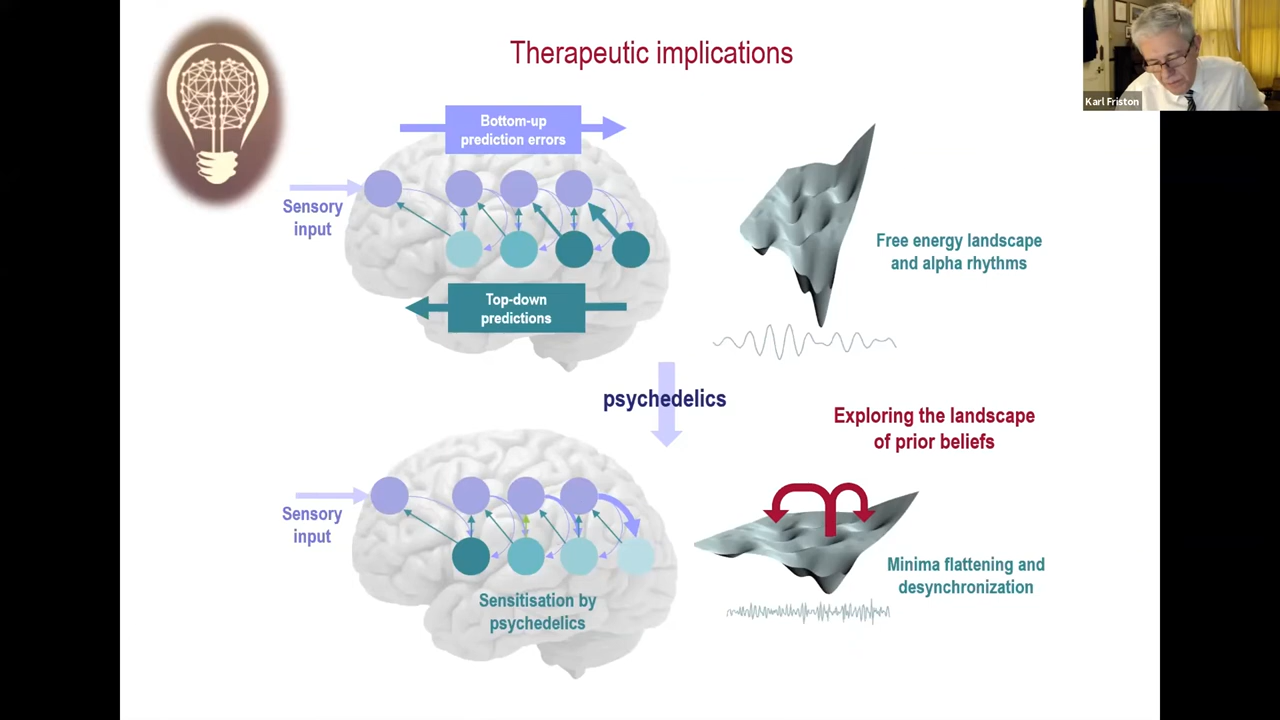 Therapeutic implications
Karl Friston
Bottom-up
prediction errors
Sensory
input
Top-down
predictions
Free energy landscape
and alpha rhythms
psychedelics
Exploring the landscape
of prior beliefs
Sensory
input
Sensitisation by
psychedelics
Minima flattening and
desynchronization